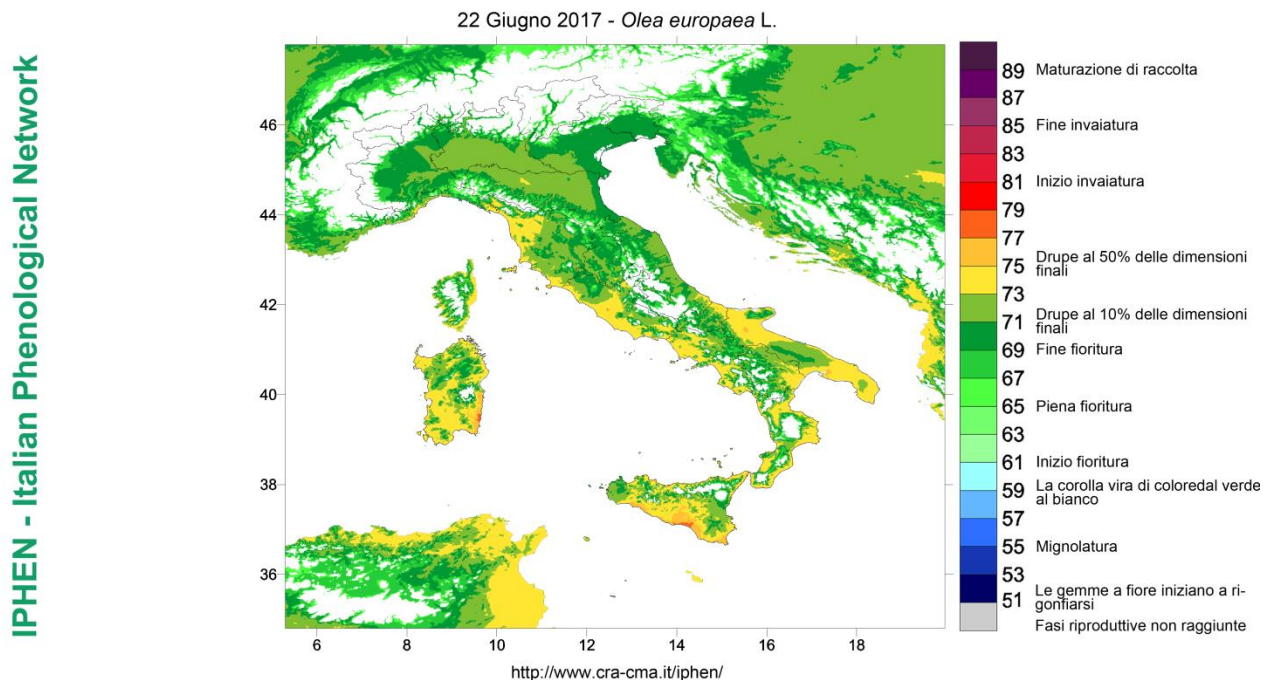 22 Giugno 2017 - Olea europaea L.
IPHEN - Italian Phenological Network
46
44
42
40
38
36
6
8
10
12
14
16
18
http://www.cra-cma.it/iphen/
89
Maturazione di raccolta
87
85
Fine invaiatura
83
81
Inizio invaiatura
79
77
Drupe al 50% delle dimensioni
75
finali
73
Drupe al 10% delle dimensioni
71
finali
69
Fine fioritura
67
65
Piena fioritura
63
61
Inizio fioritura
La corolla vira di coloredal verde
59
al bianco
57
55
Mignolatura
53
Le gemme a fiore iniziano a ri-
51
gonfiarsi
Fasi riproduttive non raggiunte